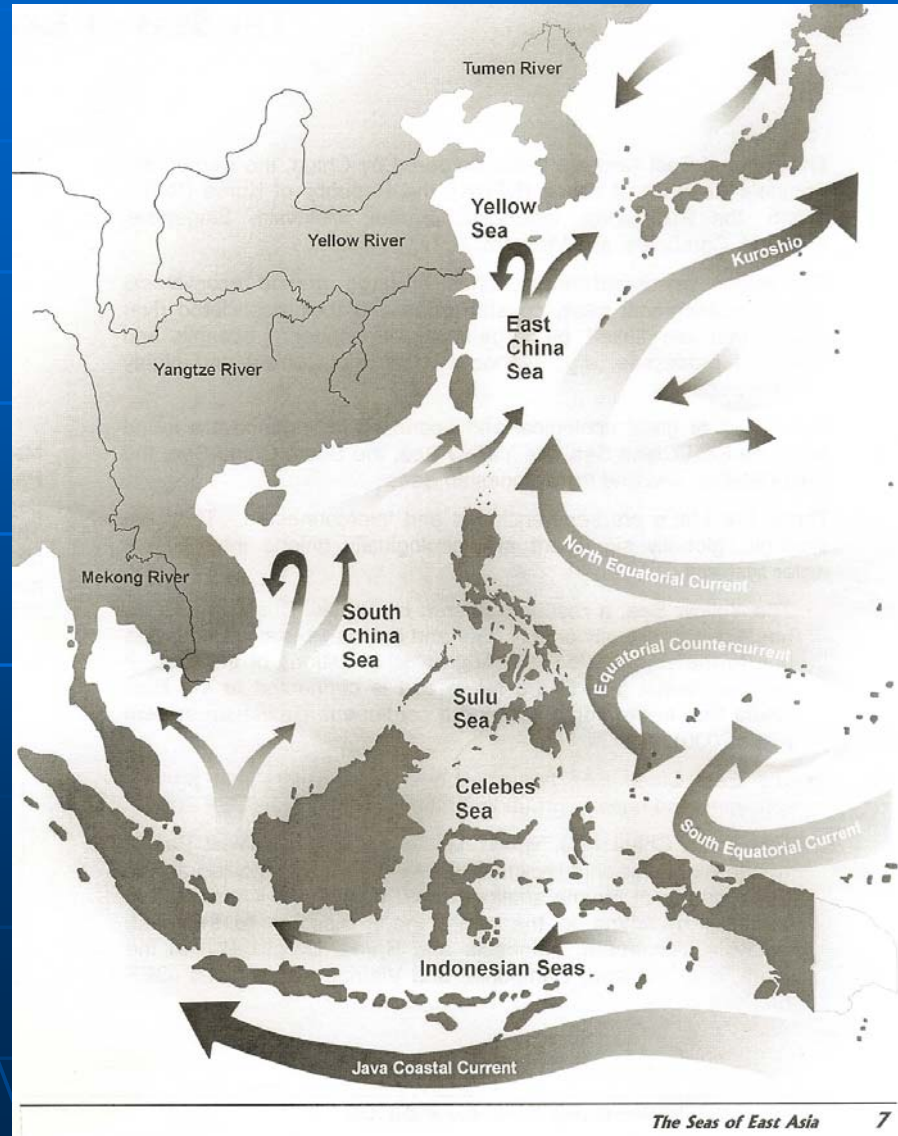 Tumen River
Yellow
Sea
Yellow River
Kuroshio
East
China
Sea
Yangtze River
North Equatorial Current
Mekong River
South
China
Sea
Equatorial Countercurrent
Sulu
Sea
Celebes
Sea
South Equatorial Current
Indonesian Seas
Java Coastal Current
The Seas of East Asia 7